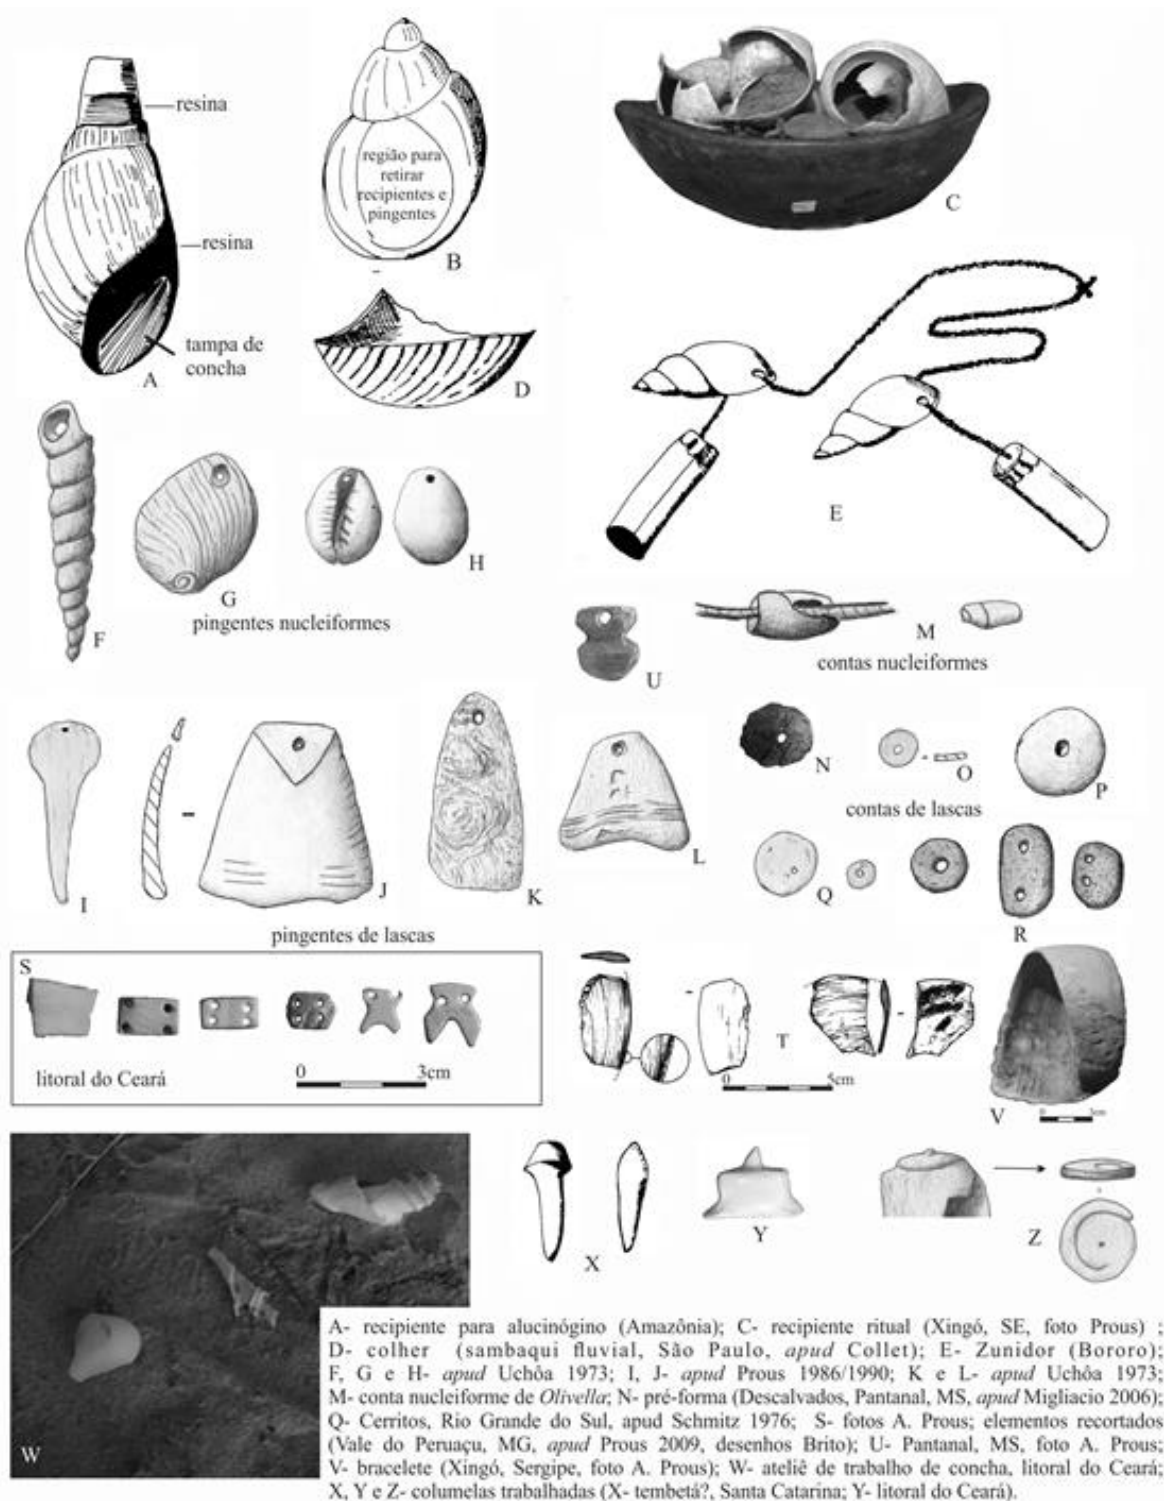 resina
região para
retirar
recipientes e
pingentes
C
resina
B
tampa de
concha
A
D
E
H
G
pingentes nucleiformes
F
M
contas nucleiformes
U
N
O
P
contas de lascas
I
J
K
L
Q
R
pingentes de lascas
S
litoral do Ceará
0 3cm
T
0 5cm
V
0 3cm
X
Y
Z
W
A- recipiente para alucinógino (Amazônia); C- recipiente ritual (Xingó, SE, foto Prous) ;
D- colher (sambaqui fluvial, São Paulo, apud Collet); E- Zunidor (Bororo);
F, G e H- apud Uchôa 1973; I, J- apud Prous 1986/1990; K e L- apud Uchôa 1973;
M- conta nucleiforme de Olivella; N- pré-forma (Descalvados, Pantanal, MS, apud Migliacio 2006);
Q- Cerritos, Rio Grande do Sul, apud Schmitz 1976; S- fotos A. Prous; elementos recortados
(Vale do Peruaçu, MG, apud Prous 2009, desenhos Brito); U- Pantanal, MS, foto A. Prous;
V- bracelete (Xingó, Sergipe, foto A. Prous); W- ateliê de trabalho de concha, litoral do Ceará;
X, Y e Z- columelas trabalhadas (X- tembetá?, Santa Catarina; Y- litoral do Ceará).